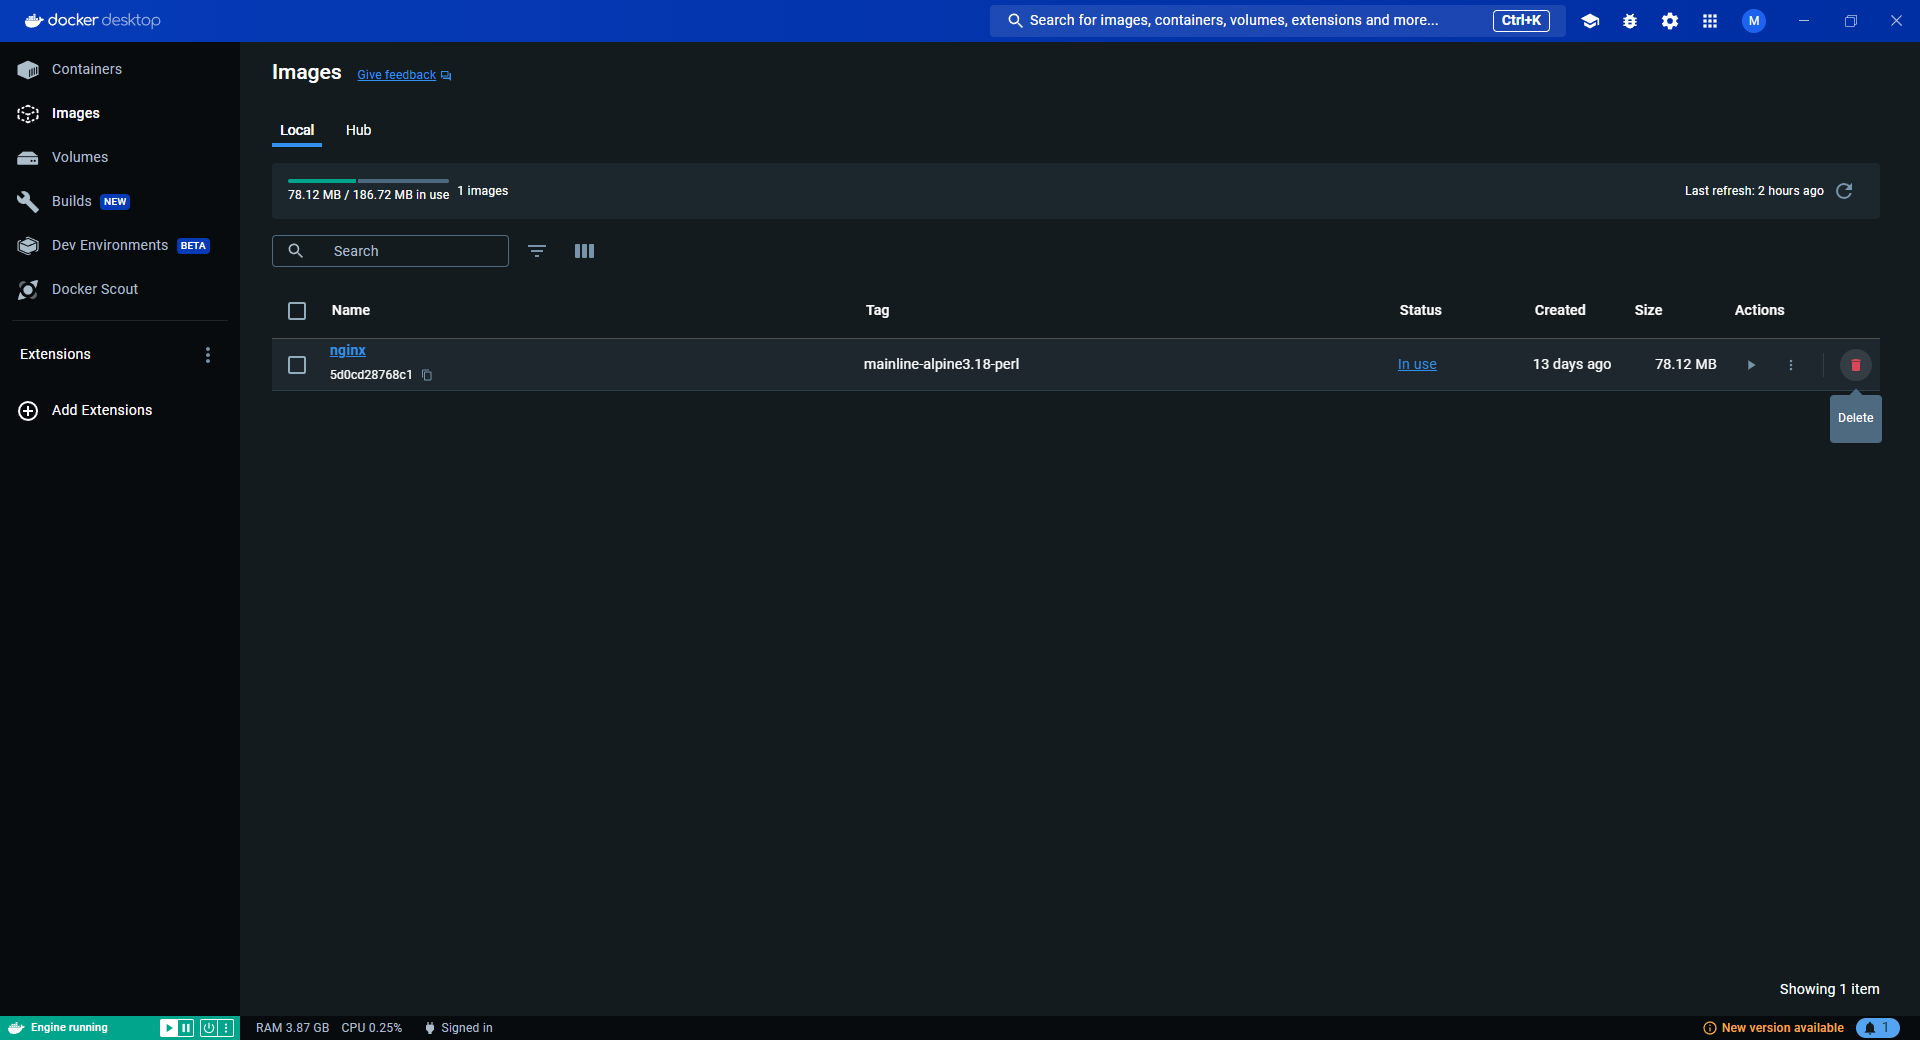 docker desktop
Search for images, containers, volumes, extensions and more... Ctrl+K
M
Containers
Images
Volumes
Builds NEW
Dev Environments BETA
Docker Scout
Extensions
Add Extensions
Images Give feedback
Local Hub
78.12 MB / 186.72 MB in use 1 images
Last refresh: 2 hours ago
Search
Name Tag Status Created Size Actions
nginx
5d0cd28768c1
mainline-alpine3.18-perl In use 13 days ago 78.12 MB
Delete
Showing 1 item
Engine running
RAM 3.87 GB CPU 0.25% Signed in
New version available 1